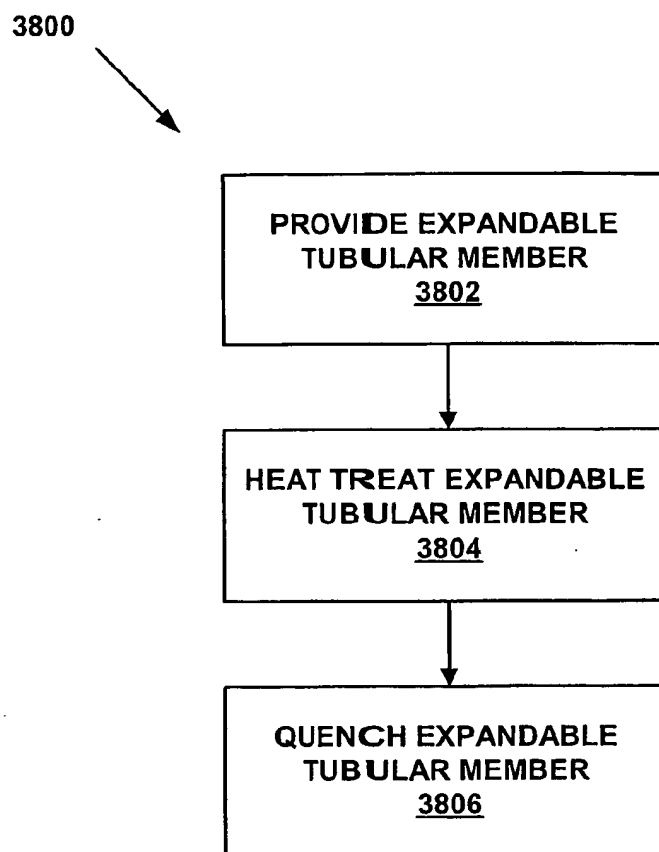 3800
PROVIDE EXPANDABLE
TUBULAR MEMBER
3802
HEAT TREAT EXPANDABLE
TUBULAR MEMBER
3804
QUENCH EXPANDABLE
TUBULAR MEMBER
3806